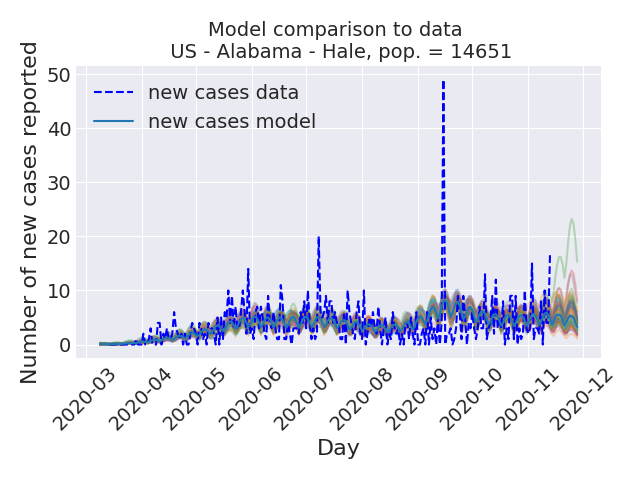 Model comparison to data
US - Alabama - Hale, pop. = 14651
Number of new cases reported
50
40
30
20
10
0
new cases data
new cases model
2020-03
2020-04
2020-05
2020-06
2020-07
2020-08
2020-09
2020-10
2020-11
2020-12
Day